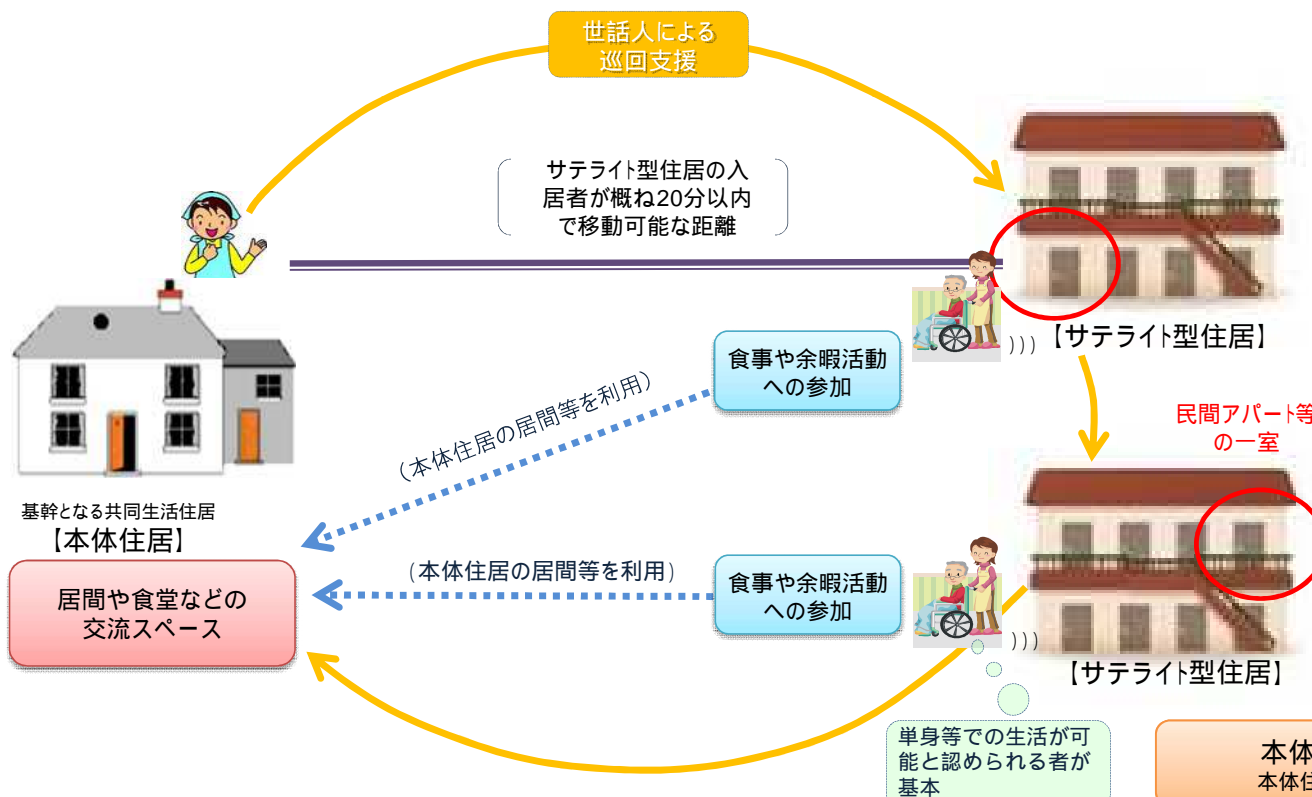 世話人による
巡回支援
サテライト型住居の入
居者が概ね20分以内
で移動可能な距離
【サテライト型住居】
)))
食事や余暇活動
への参加
(本体住居の居間等を利用)
民間アパート等
の一室
基幹となる共同生活住居
【本体住居】
居間や食堂などの
交流スペース
(本体住居の居間等を利用)
食事や余暇活動
への参加
)))
【サテライト型住居】
単身等での生活が可
能と認められる者が
基本
本体
本体住